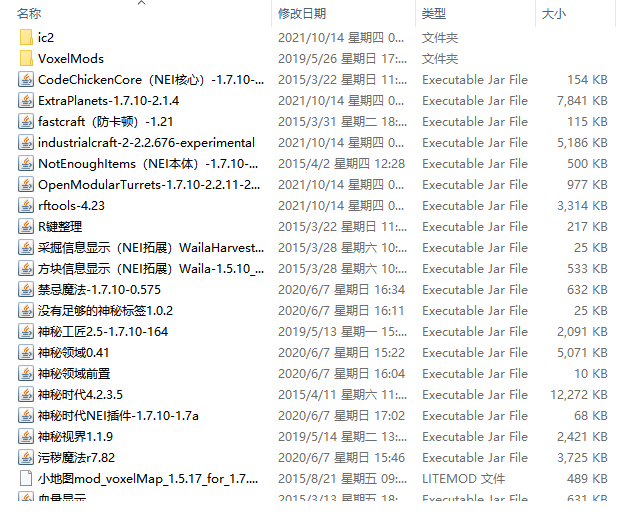 名称 修改日期 类型 大小
ic2 2021/10/14 星期四 0... 文件夹
VoxelMods 2019/5/26 星期日 17:... 文件夹
CodeChickenCore（NEI核心）-1.7.10-... 2015/3/22 星期日 11:... Executable Jar File 154 KB
ExtraPlanets-1.7.10-2.1.4 2021/10/14 星期四 0... Executable Jar File 7,841 KB
fastcraft（防卡顿）-1.21 2015/3/31 星期二 18:... Executable Jar File 115 KB
industrialcraft-2-2.2.676-experimental 2021/10/14 星期四 0... Executable Jar File 5,186 KB
NotEnoughItems（NEI本体）-1.7.10-... 2015/4/2 星期四 12:28 Executable Jar File 500 KB
OpenModularTurrets-1.7.10-2.2.11-2... 2021/10/14 星期四 0... Executable Jar File 977 KB
rftools-4.23 2021/10/14 星期四 0... Executable Jar File 3,314 KB
R键整理 2015/3/22 星期日 11:... Executable Jar File 217 KB
采掘信息显示（NEI拓展）WailaHarvest... 2015/3/28 星期六 10:... Executable Jar File 25 KB
方块信息显示（NEI拓展）Waila-1.5.10_... 2015/3/28 星期六 10:... Executable Jar File 533 KB
禁忌魔法-1.7.10-0.575 2020/6/7 星期日 16:34 Executable Jar File 632 KB
没有足够的神秘标签1.0.2 2020/6/7 星期日 16:11 Executable Jar File 25 KB
神秘工匠2.5-1.7.10-164 2019/5/13 星期一 15:... Executable Jar File 2,091 KB
神秘领域0.41 2020/6/7 星期日 15:22 Executable Jar File 5,071 KB
神秘领域前置 2020/6/7 星期日 16:04 Executable Jar File 10 KB
神秘时代4.2.3.5 2015/4/11 星期六 11:... Executable Jar File 12,272 KB
神秘时代NEI插件-1.7.10-1.7a 2020/6/7 星期日 17:02 Executable Jar File 68 KB
神秘视界1.1.9 2019/5/14 星期二 13:... Executable Jar File 2,421 KB
污秽魔法r7.82 2020/6/7 星期日 15:46 Executable Jar File 3,725 KB
小地图mod_voxelMap_1.5.17_for_1.7.... 2015/8/21 星期五 09:... LITEMOD 文件 489 KB
血量显示 2015/3/13 星期五 18:... Executable Jar File 631 KB